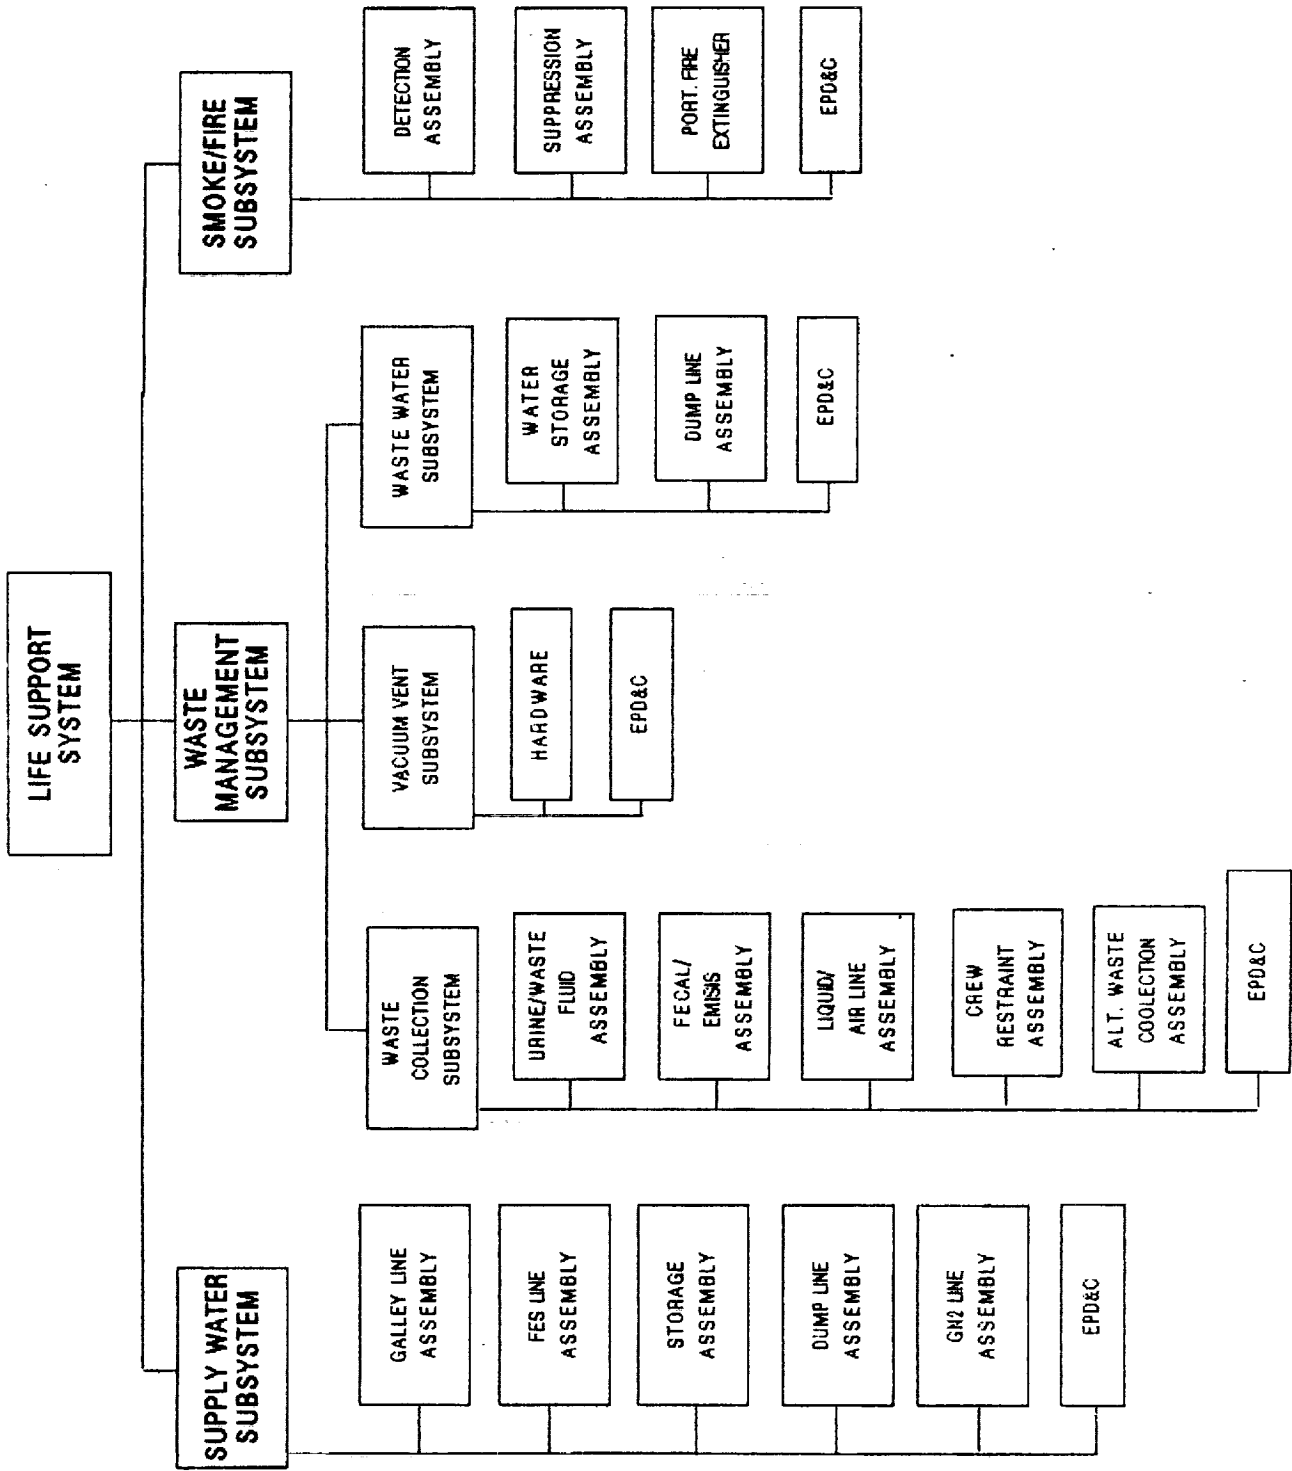 LIFE SUPPORT
SYSTEM
SUPPLY WATER
SUBSYSTEM
GALLEY LINE
ASSEMBLY
FES LINE
ASSEMBLY
STORAGE
ASSEMBLY
DUMP LINE
ASSEMBLY
GN2 LINE
ASSEMBLY
EPD&C
WASTE
MANAGEMENT
SUBSYSTEM
WASTE
COLLECTION
SUBSYSTEM
URINE/WASTE
FLUID
ASSEMBLY
FECAL/
EMISIS
ASSEMBLY
LIQUID/
AIR LINE
ASSEMBLY
CREW
RESTRAINT
ASSEMBLY
ALT. WASTE
COOLECTION
ASSEMBLY
EPD&C
VACUUM VENT
SUBSYSTEM
HARDWARE
EPD&C
WASTE WATER
SUBSYSTEM
WATER
STORAGE
ASSEMBLY
DUMP LINE
ASSEMBLY
EPD&C
SMOKE/FIRE
SUBSYSTEM
DETECTION
ASSEMBLY
SUPPRESSION
ASSEMBLY
PORT. FIRE
EXTINGUISHER
EPD&C